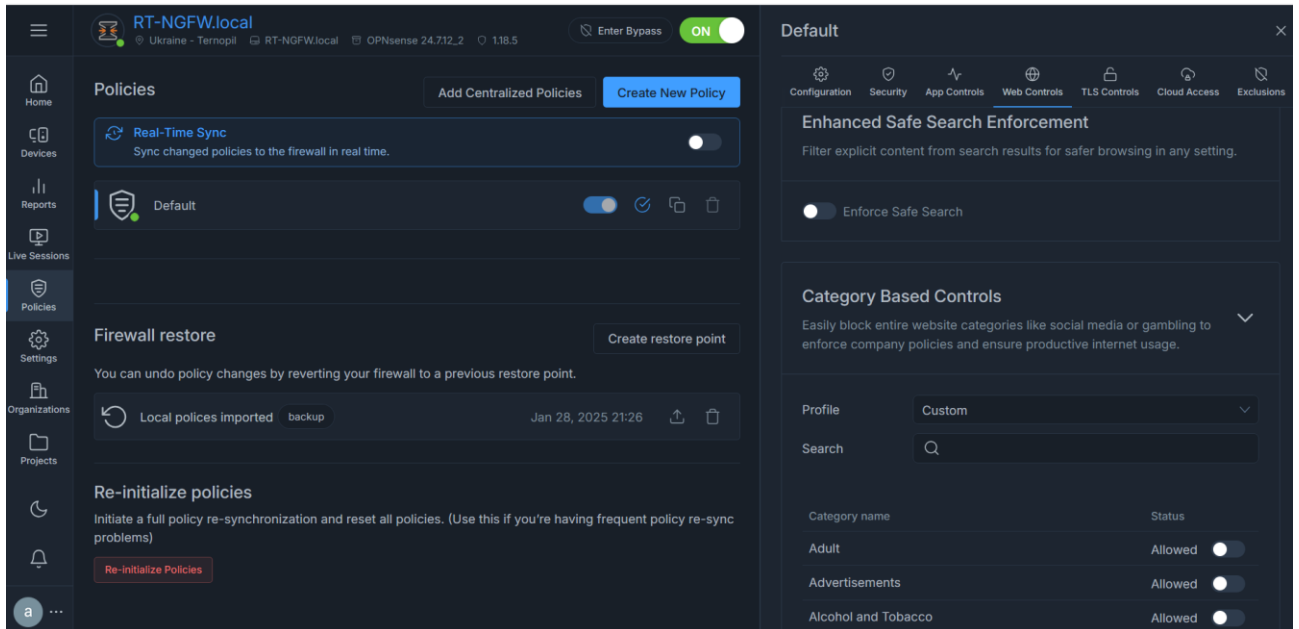 RT-NGFW.local
Ukraine - Ternopil RT-NGFW.local OPNsense 24.7.12_2 1.18.5
Enter Bypass
ON
Home
Devices
Reports
Live Sessions
Policies
Settings
Organizations
Projects
a
Policies
Add Centralized Policies
Create New Policy
Real-Time Sync
Sync changed policies to the firewall in real time.
Default
Firewall restore
Create restore point
You can undo policy changes by reverting your firewall to a previous restore point.
Local polices imported backup Jan 28, 2025 21:26
Re-initialize policies
Initiate a full policy re-synchronization and reset all policies. (Use this if you're having frequent policy re-sync
problems)
Re-initialize Policies
Default
Configuration Security App Controls Web Controls TLS Controls Cloud Access Exclusions
Enhanced Safe Search Enforcement
Filter explicit content from search results for safer browsing in any setting.
Enforce Safe Search
Category Based Controls
Easily block entire website categories like social media or gambling to
enforce company policies and ensure productive internet usage.
Profile Custom
Search
Category name Status
Adult Allowed
Advertisements Allowed
Alcohol and Tobacco Allowed